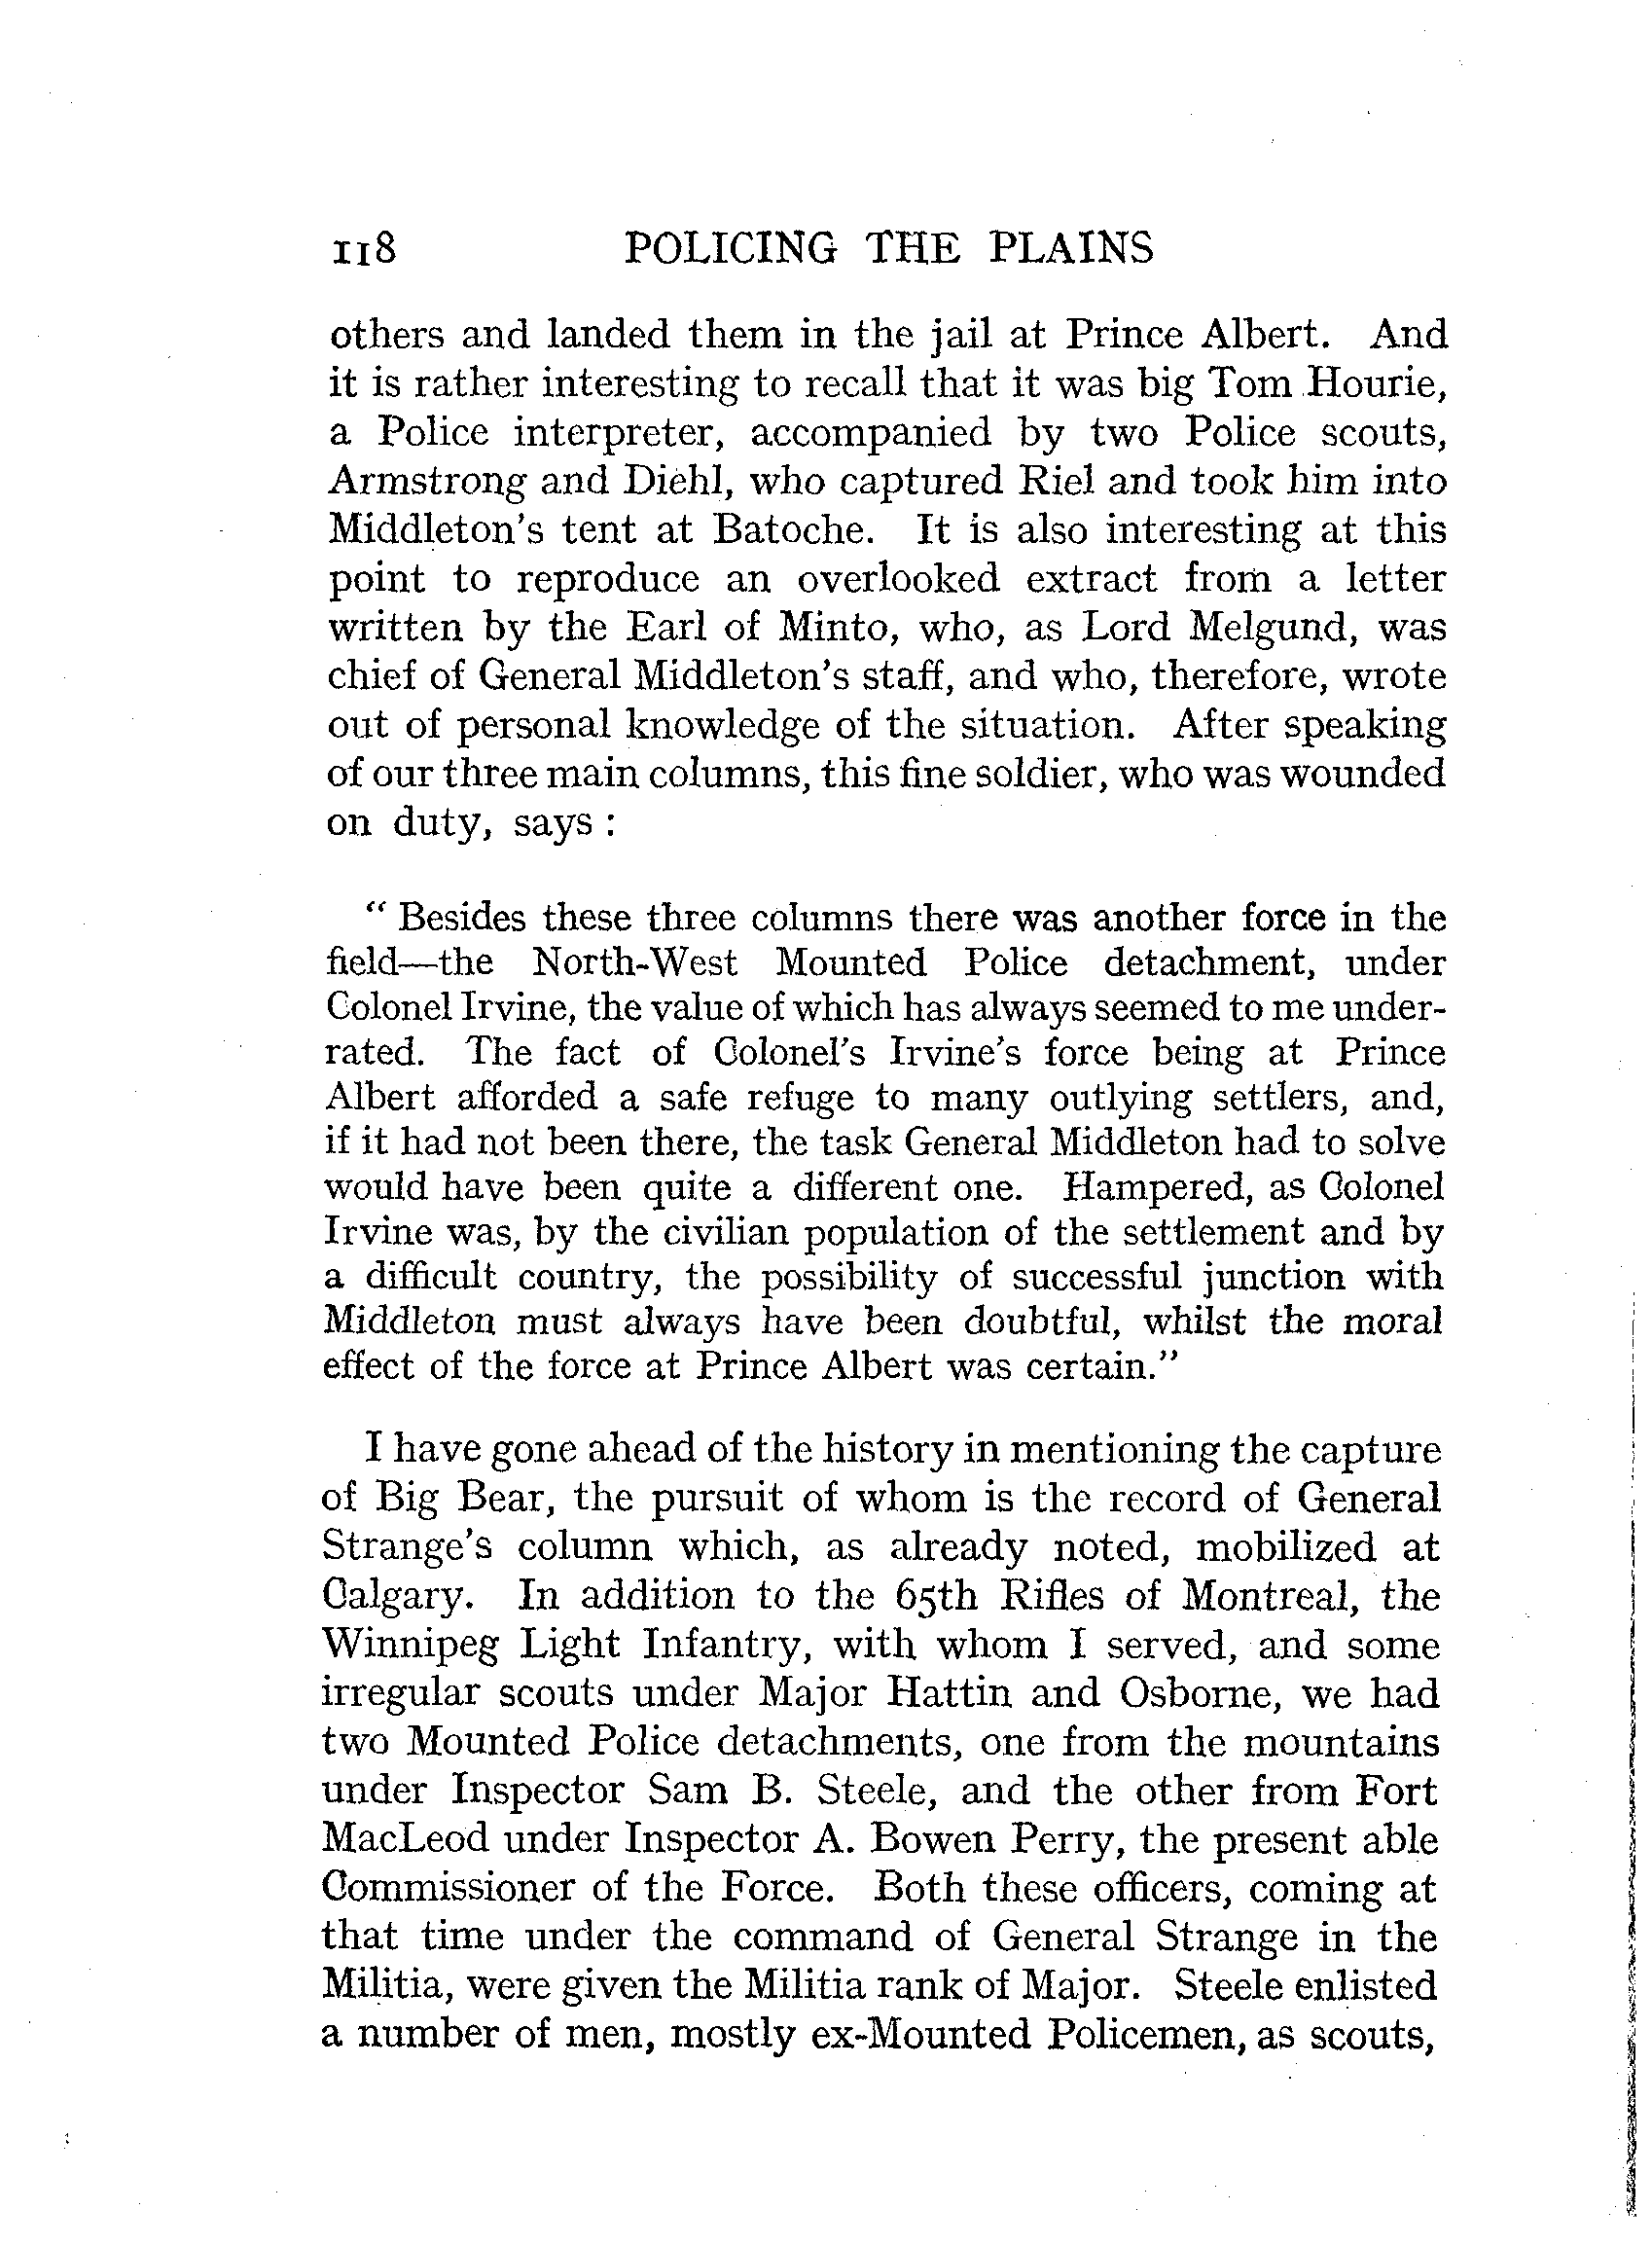 118 POLICING THE PLAINS
others and landed them in the jail at Prince Albert. And
it is rather interesting to recall that it was big Tom Hourie,
a Police interpreter, accompanied by two Police scouts,
Armstrong and Diehl, who captured Riel and took him into
Middleton's tent at Batoche. It is also interesting at this
point to reproduce an overlooked extract from a letter
written by the Earl of Minto, who, as Lord Melgund, was
chief of General Middleton's staff, and who, therefore, wrote
out of personal knowledge of the situation. After speaking
of our three main columns, this fine soldier, who was wounded
on duty, says :
" Besides these three columns there was another force in the
field—the North-West Mounted Police detachment, under
Colonel Irvine, the value of which has always seemed to me under-
rated. The fact of Colonel's Irvine's force being at Prince
Albert afforded a safe refuge to many outlying settlers, and,
if it had not been there, the task General Middleton had to solve
would have been quite a different one. Hampered, as Colonel
Irvine was, by the civilian population of the settlement and by
a difficult country, the possibility of successful junction with
Middleton must always have been doubtful, whilst the moral
effect of the force at Prince Albert was certain."
I have gone ahead of the history in mentioning the capture
of Big Bear, the pursuit of whom is the record of General
Strange's column which, as already noted, mobilized at
Calgary. In addition to the 65th Rifles of Montreal, the
Winnipeg Light Infantry, with whom I served, and some
irregular scouts under Major Hattin and Osborne, we had
two Mounted Police detachments, one from the mountains
under Inspector Sam B. Steele, and the other from Fort
MacLeod under Inspector A. Bowen Perry, the present able
Commissioner of the Force. Both these officers, coming at
that time under the command of General Strange in the
Militia, were given the Militia rank of Major. Steele enlisted
a number of men, mostly ex-Mounted Policemen, as scouts,